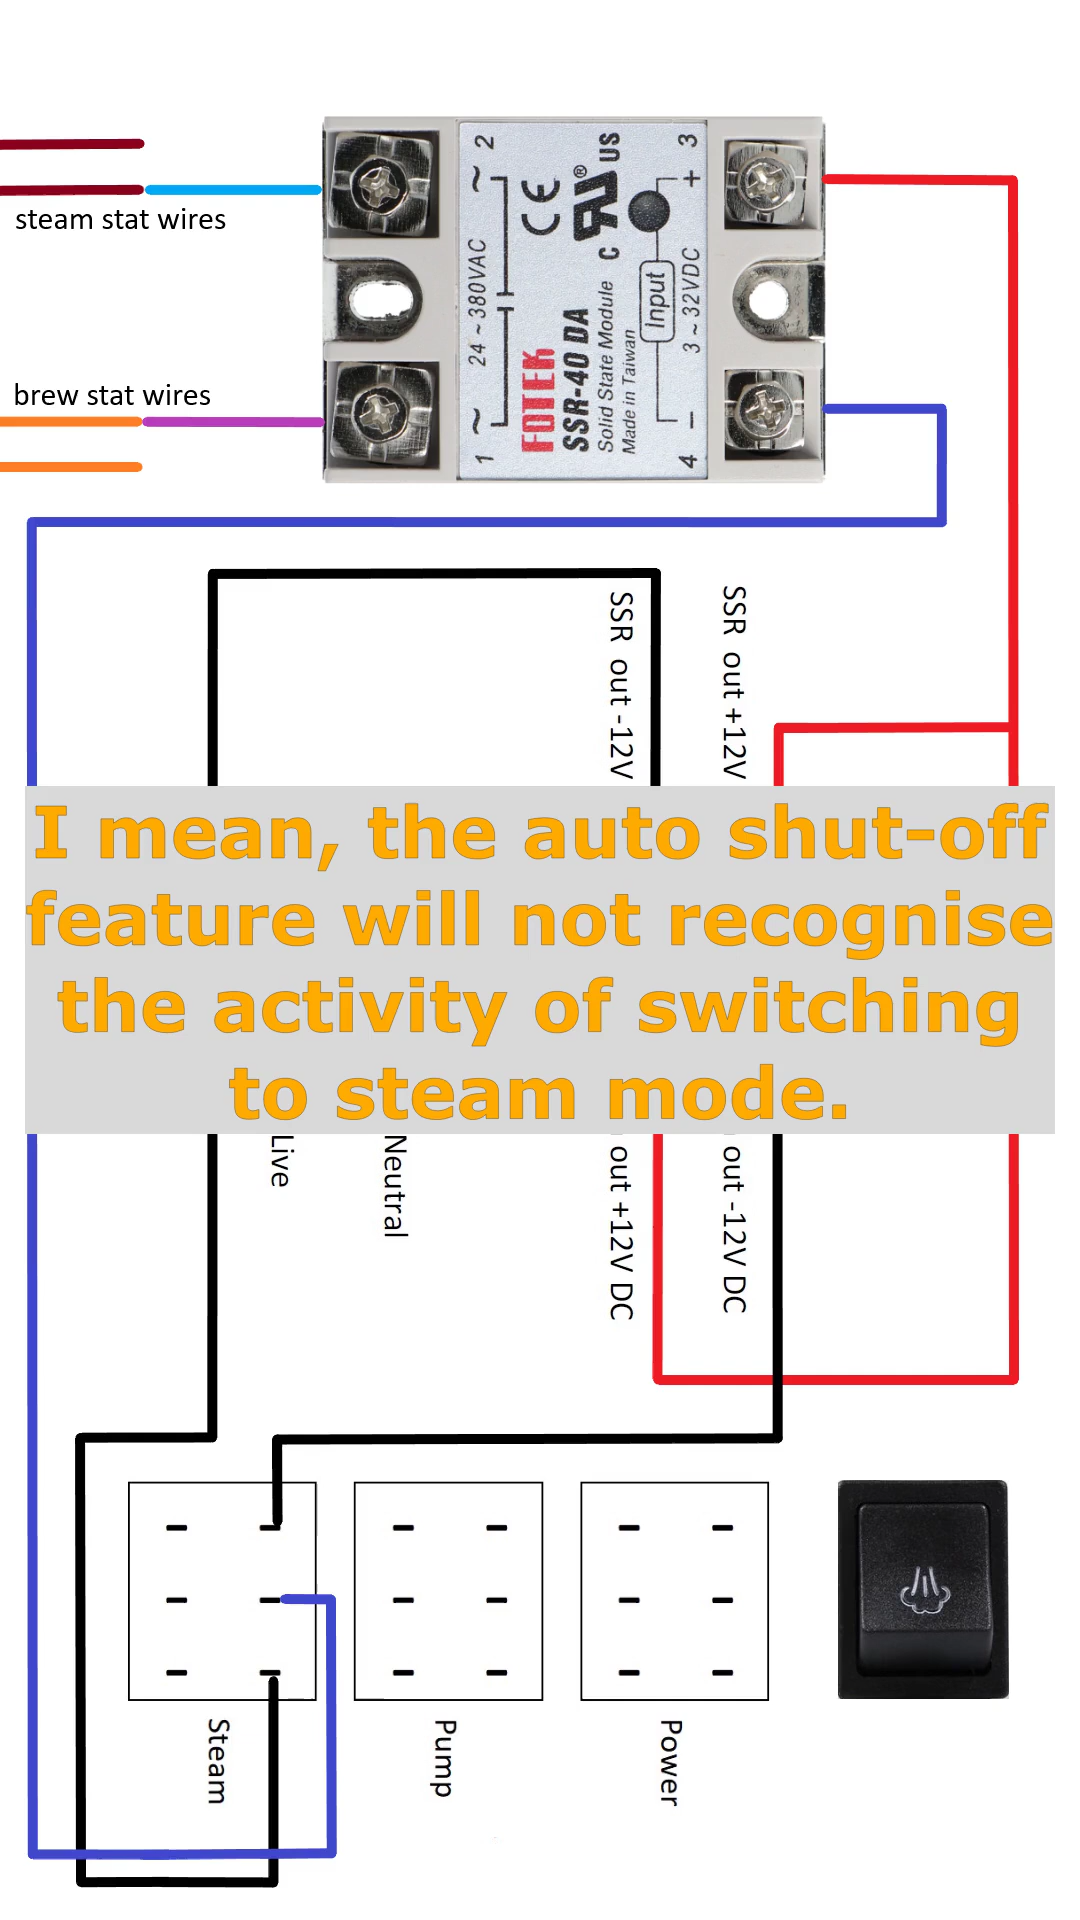 steam stat wires
brew stat wires
1 ~ ~ 2
24 ~ 380VAC
CE
C UR® US
FOTEK
SSR-40 DA
Solid State Module
Made in Taiwan
Input
3 ~ 32VDC
4 − + 3
SSR out -12V
SSR out +12V
I mean, the auto shut-off
feature will not recognise
the activity of switching
to steam mode.
Live
Neutral
out +12V DC
out -12V DC
Steam
Pump
Power